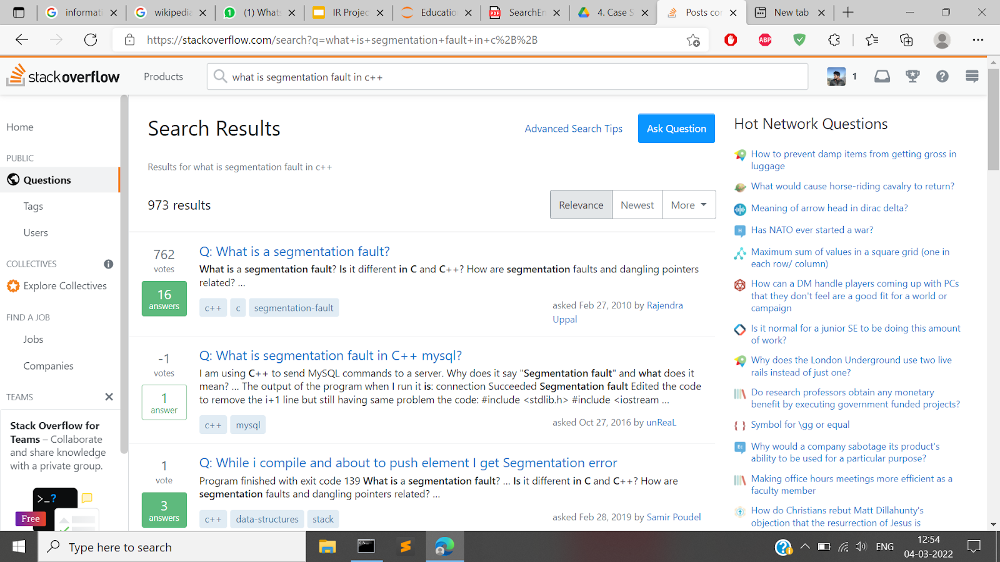 informati
wikipedia
(1) Whats
IR Projec
Educatio
SearchEn
4. Case S
Posts co
New tab
https://stackoverflow.com/search?q=what+is+segmentation+fault+in+c%2B%2B
ABP
stackoverflow
Products
what is segmentation fault in c++
1
Home
PUBLIC
Questions
Tags
Users
COLLECTIVES
Explore Collectives
FIND A JOB
Jobs
Companies
TEAMS
Stack Overflow for
Teams – Collaborate
and share knowledge
with a private group.
>_?
Free
Search Results
Advanced Search Tips
Ask Question
Results for what is segmentation fault in c++
973 results
Relevance
Newest
More
762
votes
16
answers
Q: What is a segmentation fault?
What is a segmentation fault? Is it different in C and C++? How are segmentation faults and dangling pointers
related? ...
c++
c
segmentation-fault
asked Feb 27, 2010 by Rajendra
Uppal
-1
votes
1
answer
Q: What is segmentation fault in C++ mysql?
I am using C++ to send MySQL commands to a server. Why does it say "Segmentation fault" and what does it
mean? ... The output of the program when I run it is: connection Succeeded Segmentation fault Edited the code
to remove the i+1 line but still having same problem the code: #include <stdlib.h> #include <iostream ...
c++
mysql
asked Oct 27, 2016 by unReaL
1
vote
3
answers
Q: While i compile and about to push element I get Segmentation error
Program finished with exit code 139 What is a segmentation fault? ... Is it different in C and C++? How are
segmentation faults and dangling pointers related? ...
c++
data-structures
stack
asked Feb 28, 2019 by Samir Poudel
Hot Network Questions
How to prevent damp items from getting gross in
luggage
What would cause horse-riding cavalry to return?
Meaning of arrow head in dirac delta?
Has NATO ever started a war?
Maximum sum of values in a square grid (one in
each row/ column)
How can a DM handle players coming up with PCs
that they don't feel are a good fit for a world or
campaign
Is it normal for a junior SE to be doing this amount
of work?
Why does the London Underground use two live
rails instead of just one?
Do research professors obtain any monetary
benefit by executing government funded projects?
Symbol for \gg or equal
Why would a company sabotage its product's
ability to be used for a particular purpose?
Making office hours meetings more efficient as a
faculty member
How do Christians rebut Matt Dillahunty's
objection that the resurrection of Jesus is
Type here to search
ENG
12:54
04-03-2022